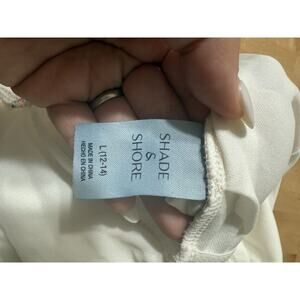 SHADE
&
SHORE
L (12-14)
MADE IN CHINA
HECHO EN CHINA